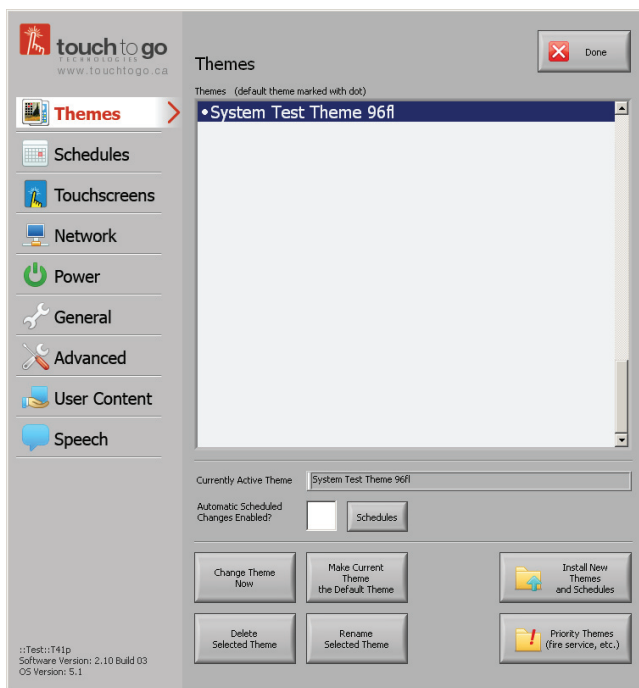 touch to go
TECHNOLOGIES
www.touchtogo.ca
Themes
Schedules
Touchscreens
Network
Power
General
Advanced
User Content
Speech
::Test::T41p
Software Version: 2.10 Build 03
OS Version: 5.1
Themes
Done
Themes (default theme marked with dot)
•System Test Theme 96fl
Currently Active Theme
System Test Theme 96fl
Automatic Scheduled
Changes Enabled?
Schedules
Change Theme
Now
Make Current
Theme
the Default Theme
Install New
Themes
and Schedules
Delete
Selected Theme
Rename
Selected Theme
Priority Themes
(fire service, etc.)